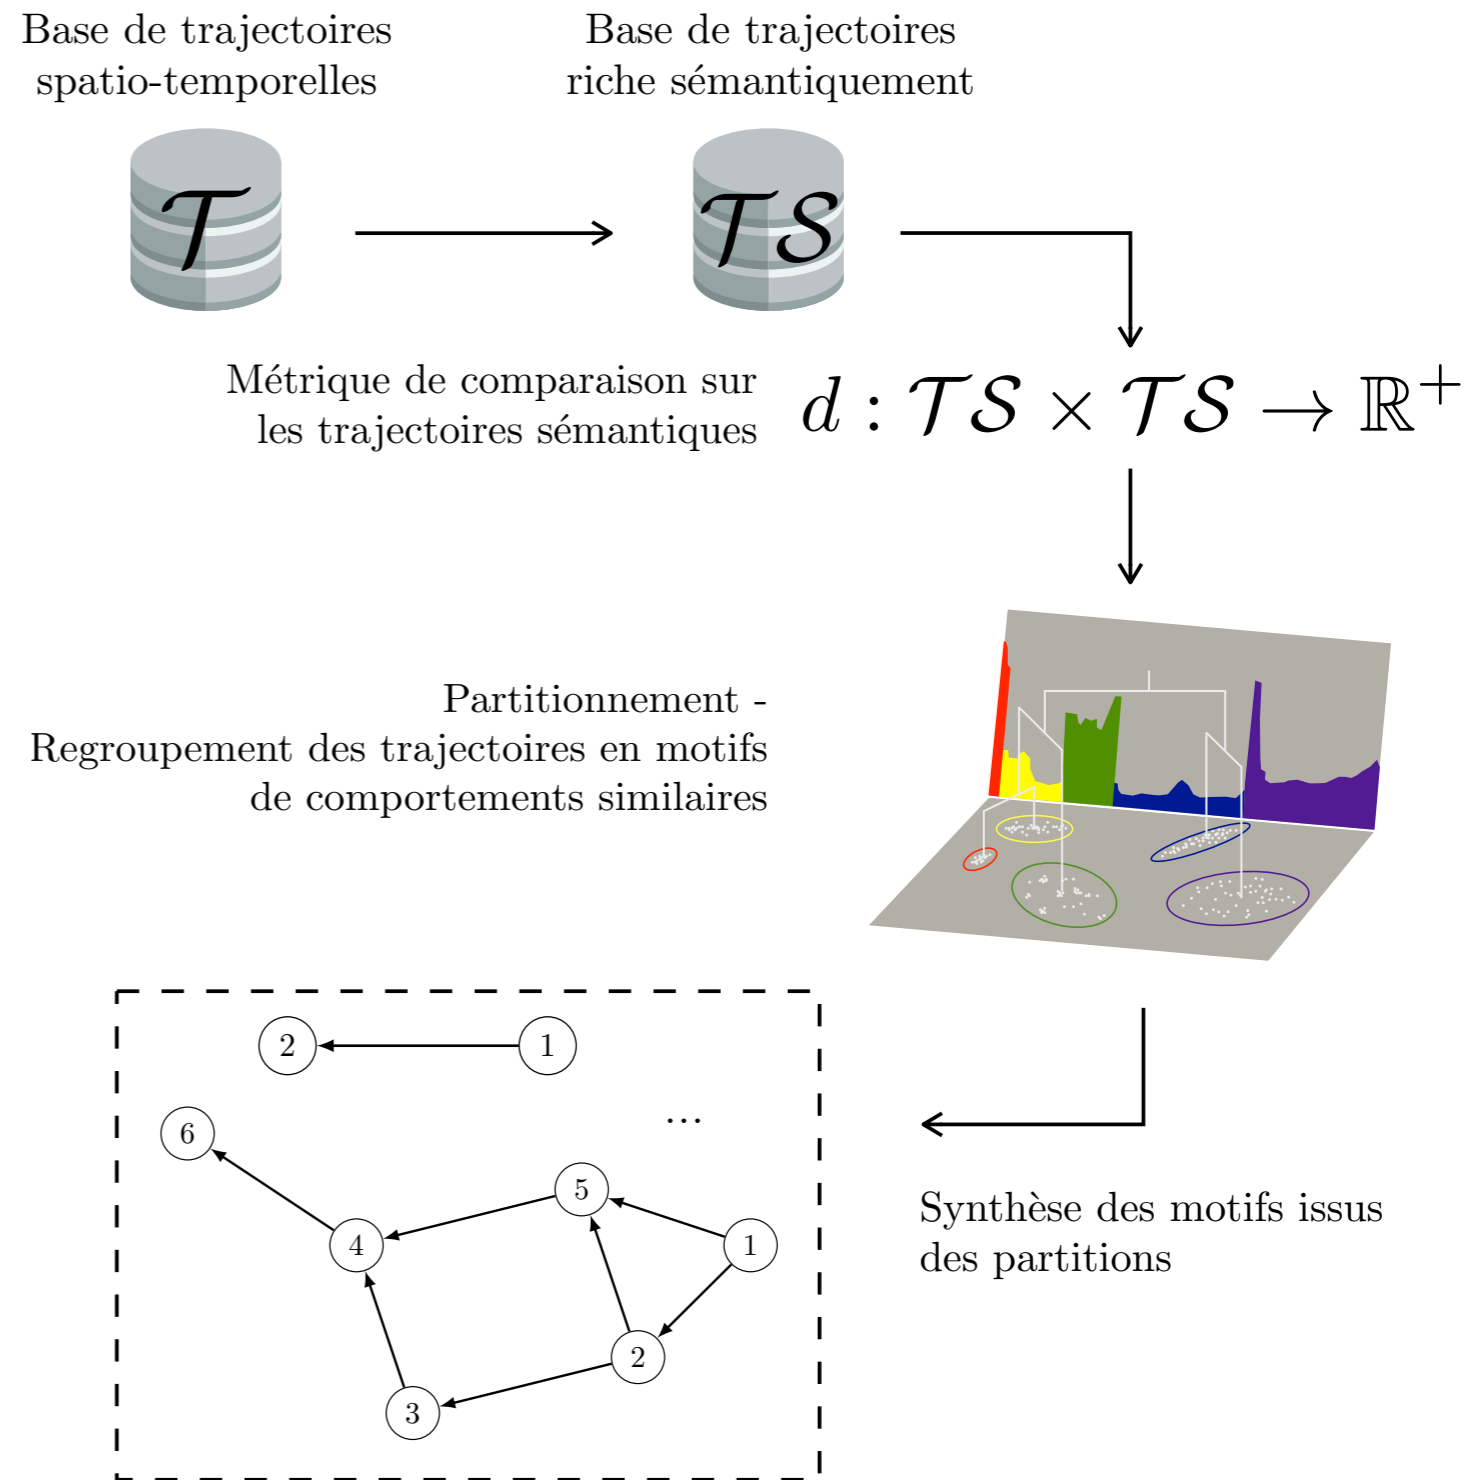 Base de trajectoires
spatio-temporelles
Base de trajectoires
riche sémantiquement
𝒯
𝒯𝒮
Métrique de comparaison sur
les trajectoires sémantiques
d : 𝒯𝒮 × 𝒯𝒮 → ℝ⁺
Partitionnement -
Regroupement des trajectoires en motifs
de comportements similaires
2
1
6
...
5
4
1
2
3
Synthèse des motifs issus
des partitions